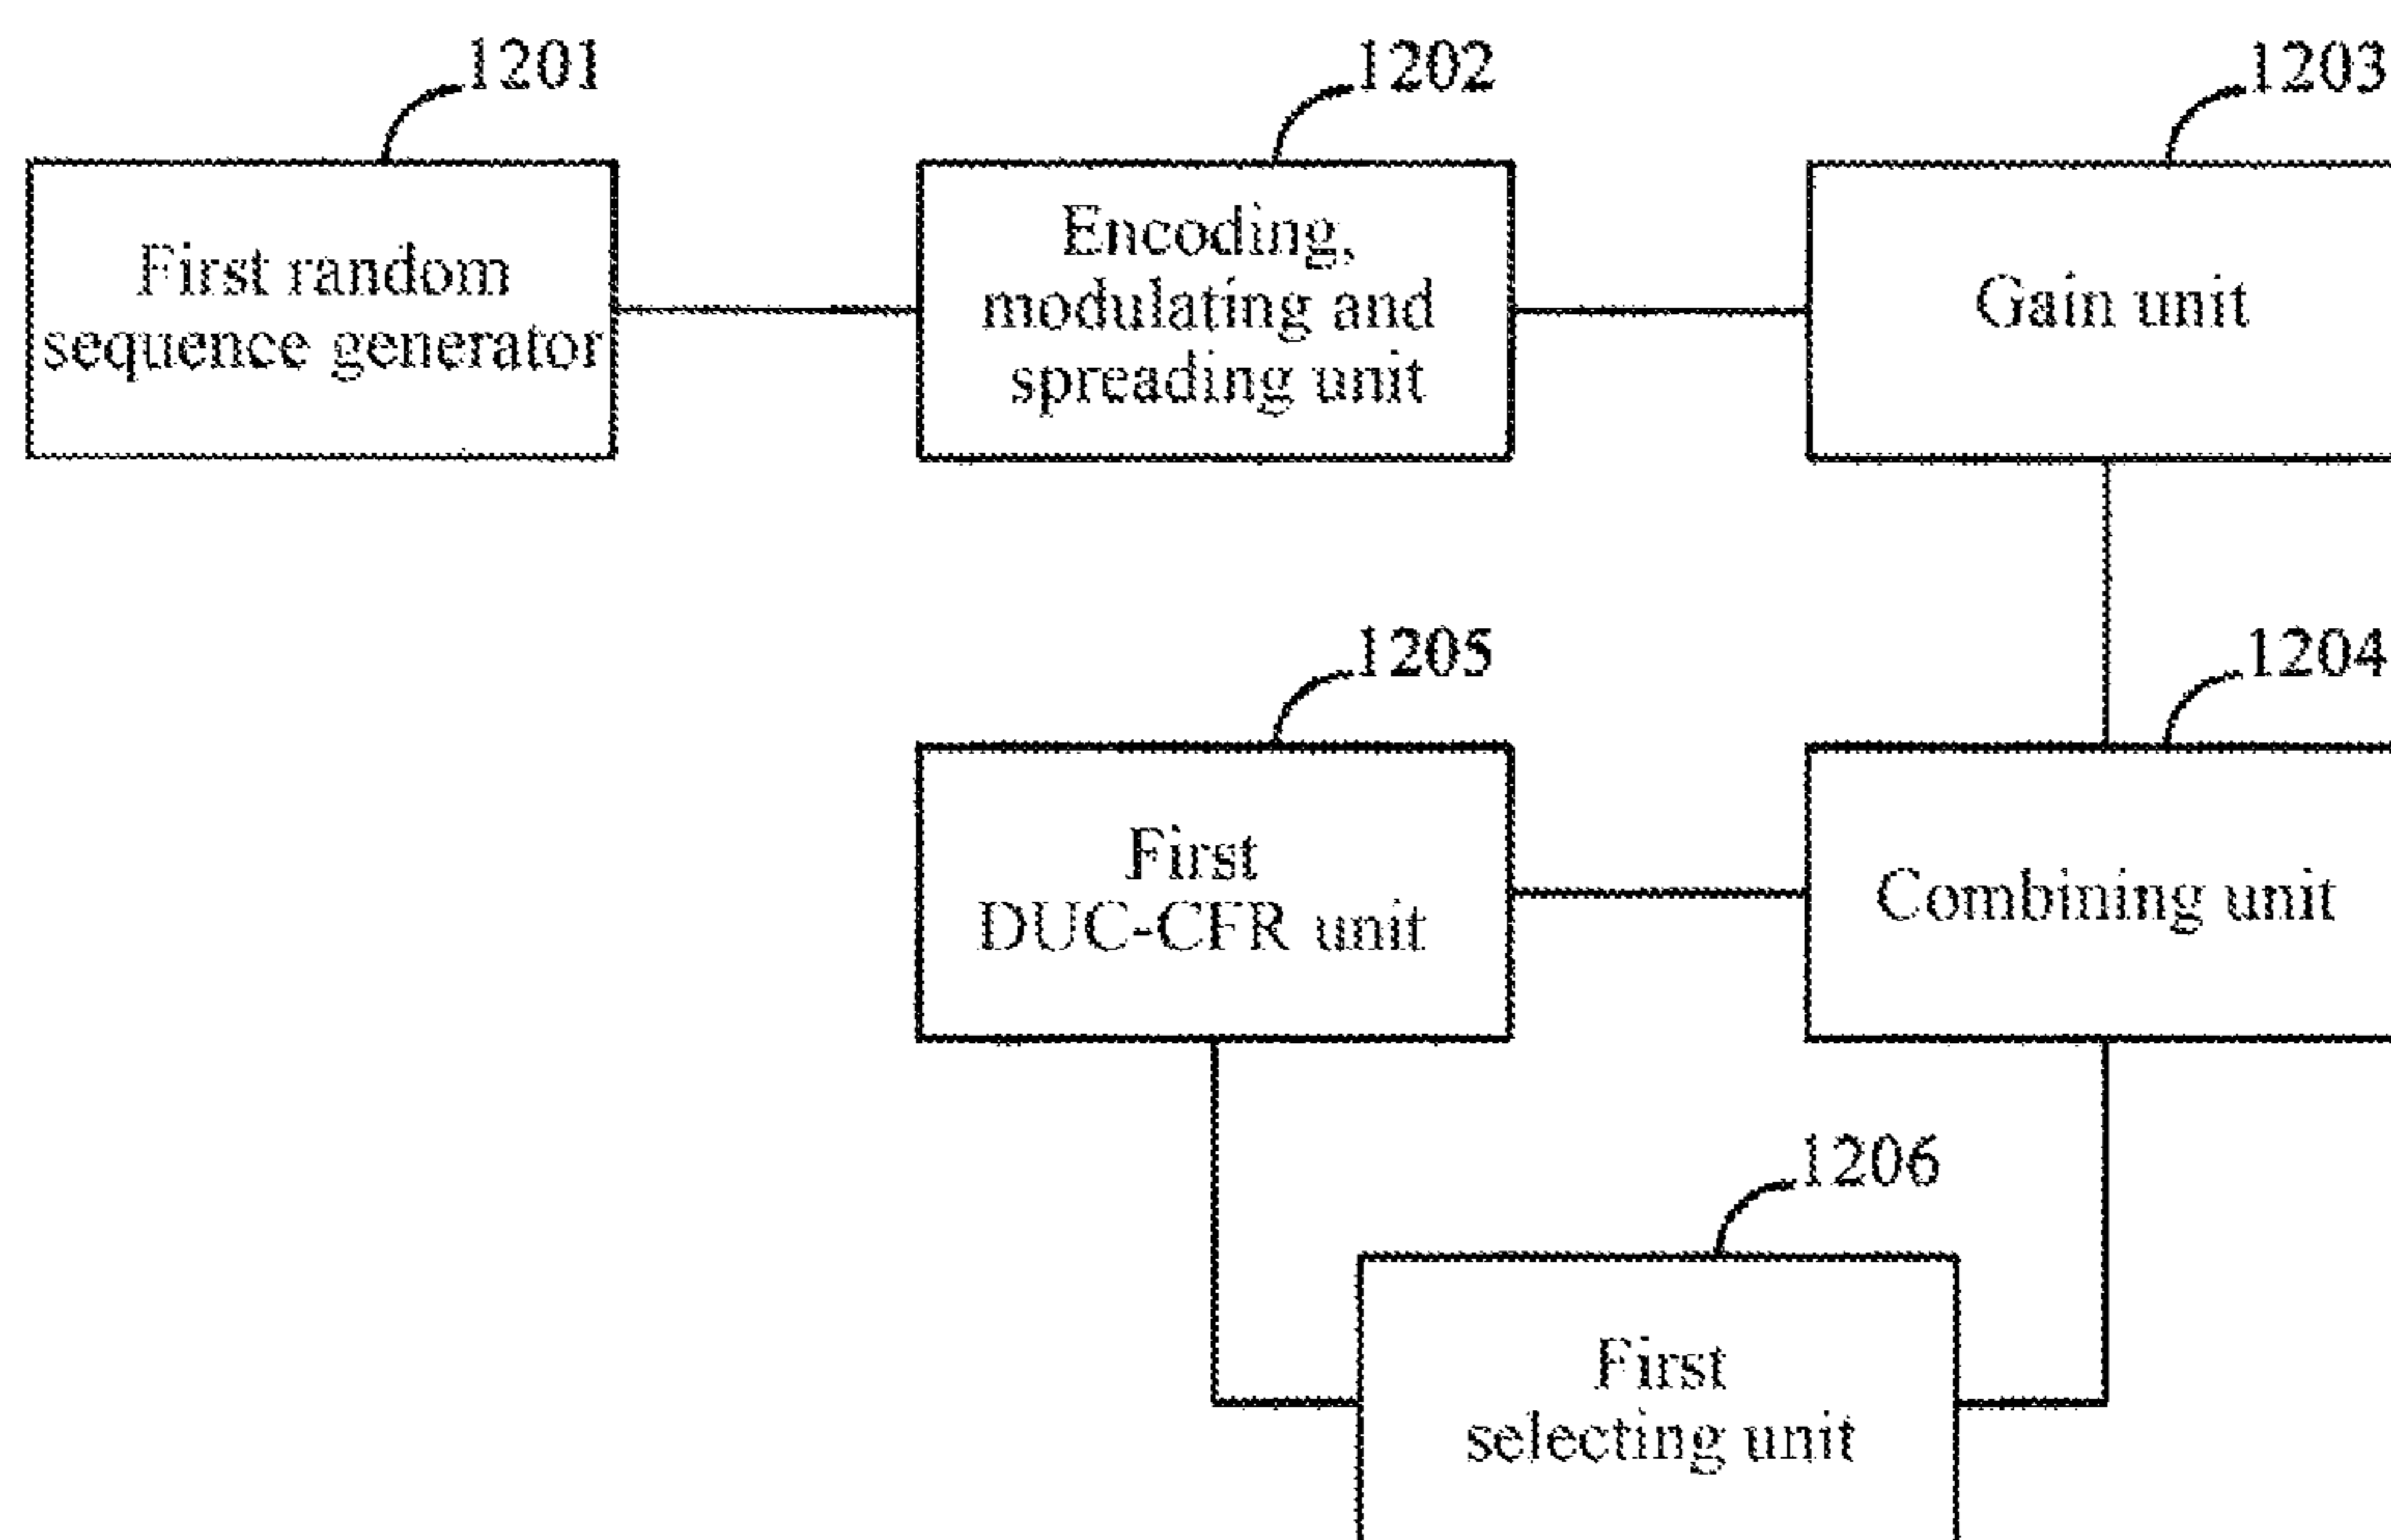 1201
1202
1203
First random
sequence generator
Encoding,
modulating and
spreading unit
Gain unit
1205
1204
First
DUC-CFR unit
Combining unit
1206
First
selecting unit